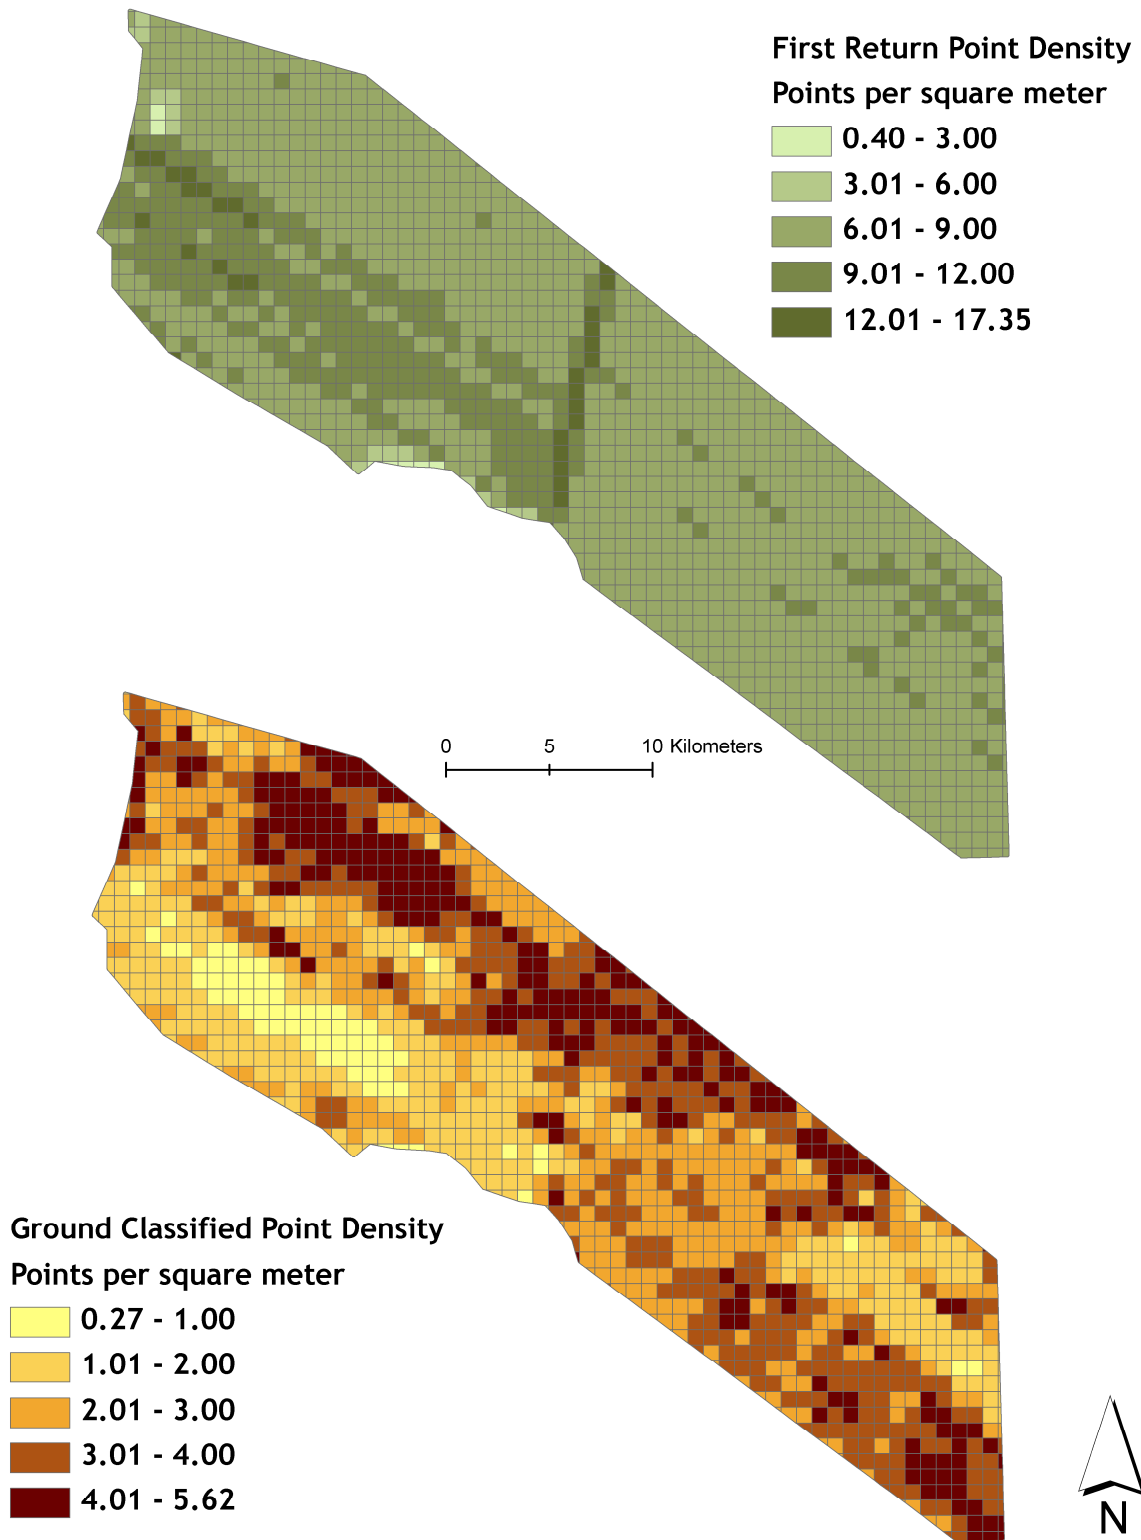 First Return Point Density
Points per square meter
0.40 - 3.00
3.01 - 6.00
6.01 - 9.00
9.01 - 12.00
12.01 - 17.35
0 5 10 Kilometers
Ground Classified Point Density
Points per square meter
0.27 - 1.00
1.01 - 2.00
2.01 - 3.00
3.01 - 4.00
4.01 - 5.62
N